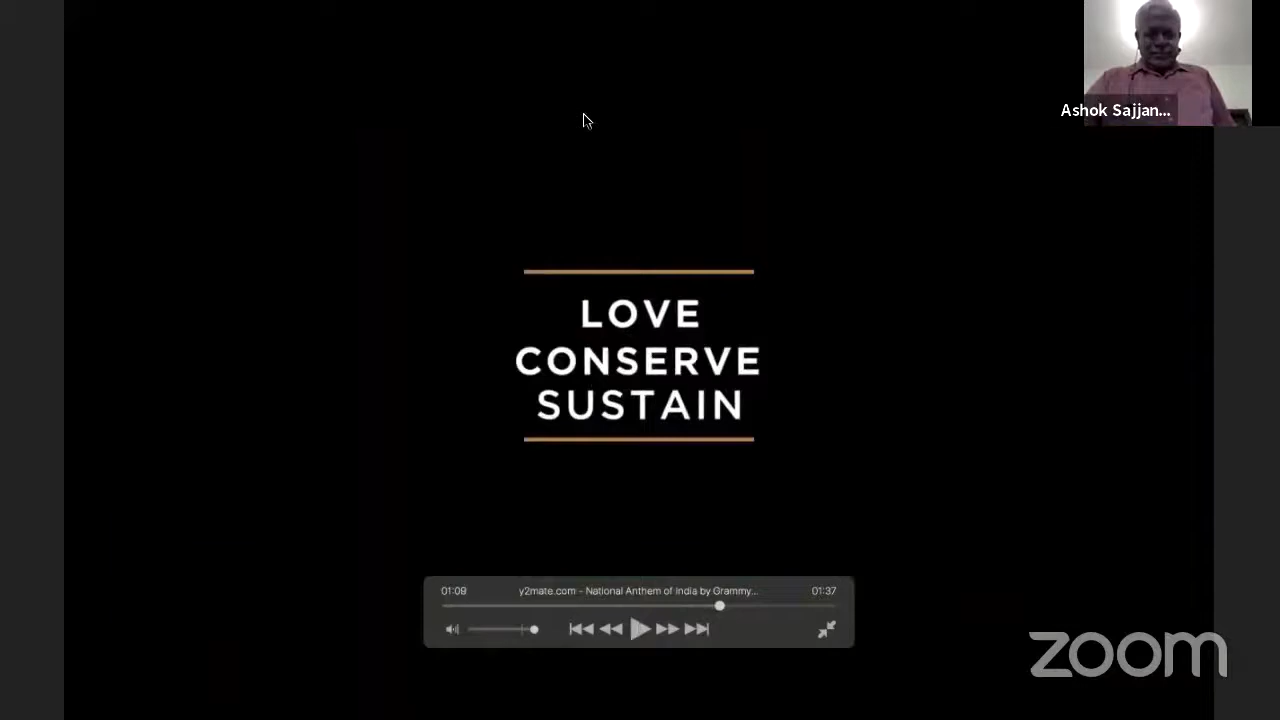 Ashok Sajjan...
LOVE
CONSERVE
SUSTAIN
01:09 y2mate.com - National Anthem of India by Grammy... 01:37
zoom